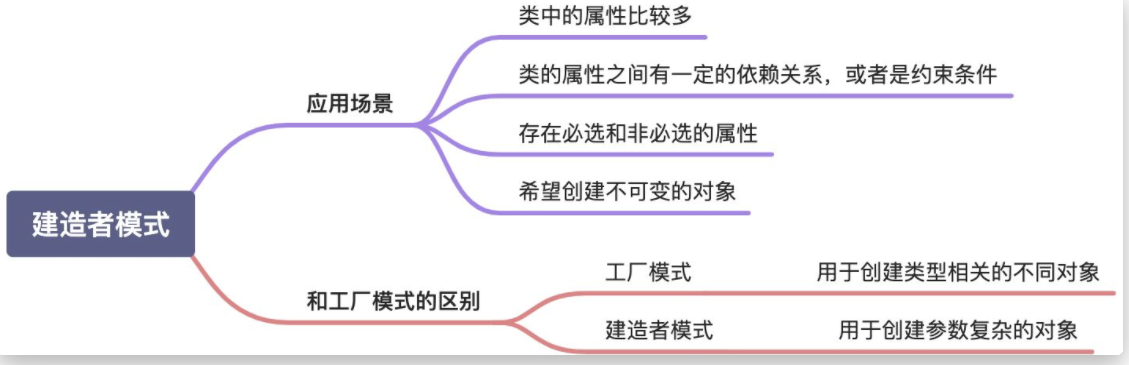 建造者模式
应用场景
类中的属性比较多
类的属性之间有一定的依赖关系，或者是约束条件
存在必选和非必选的属性
希望创建不可变的对象
和工厂模式的区别
工厂模式 用于创建类型相关的不同对象
建造者模式 用于创建参数复杂的对象